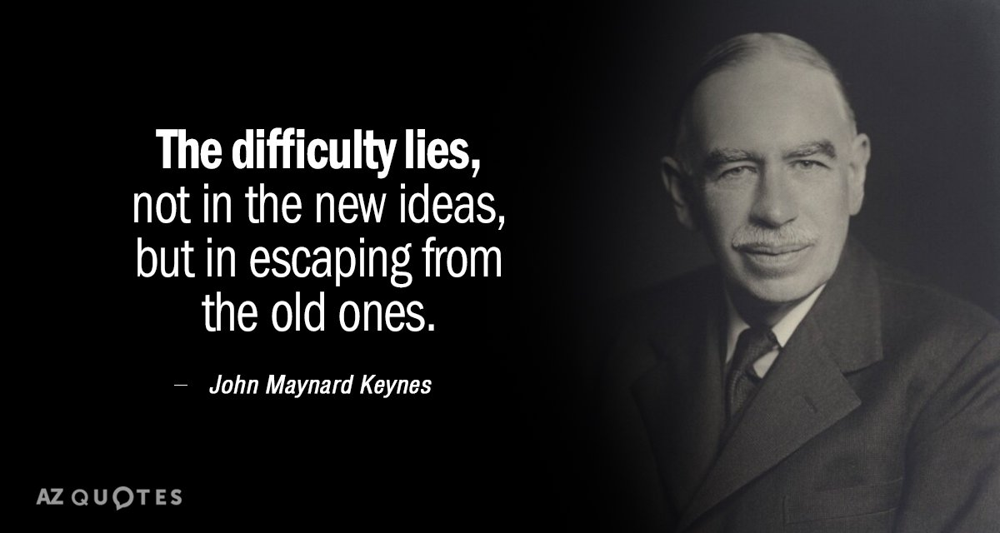 The difficulty lies,
not in the new ideas,
but in escaping from
the old ones.
– John Maynard Keynes
AZ QUOTES